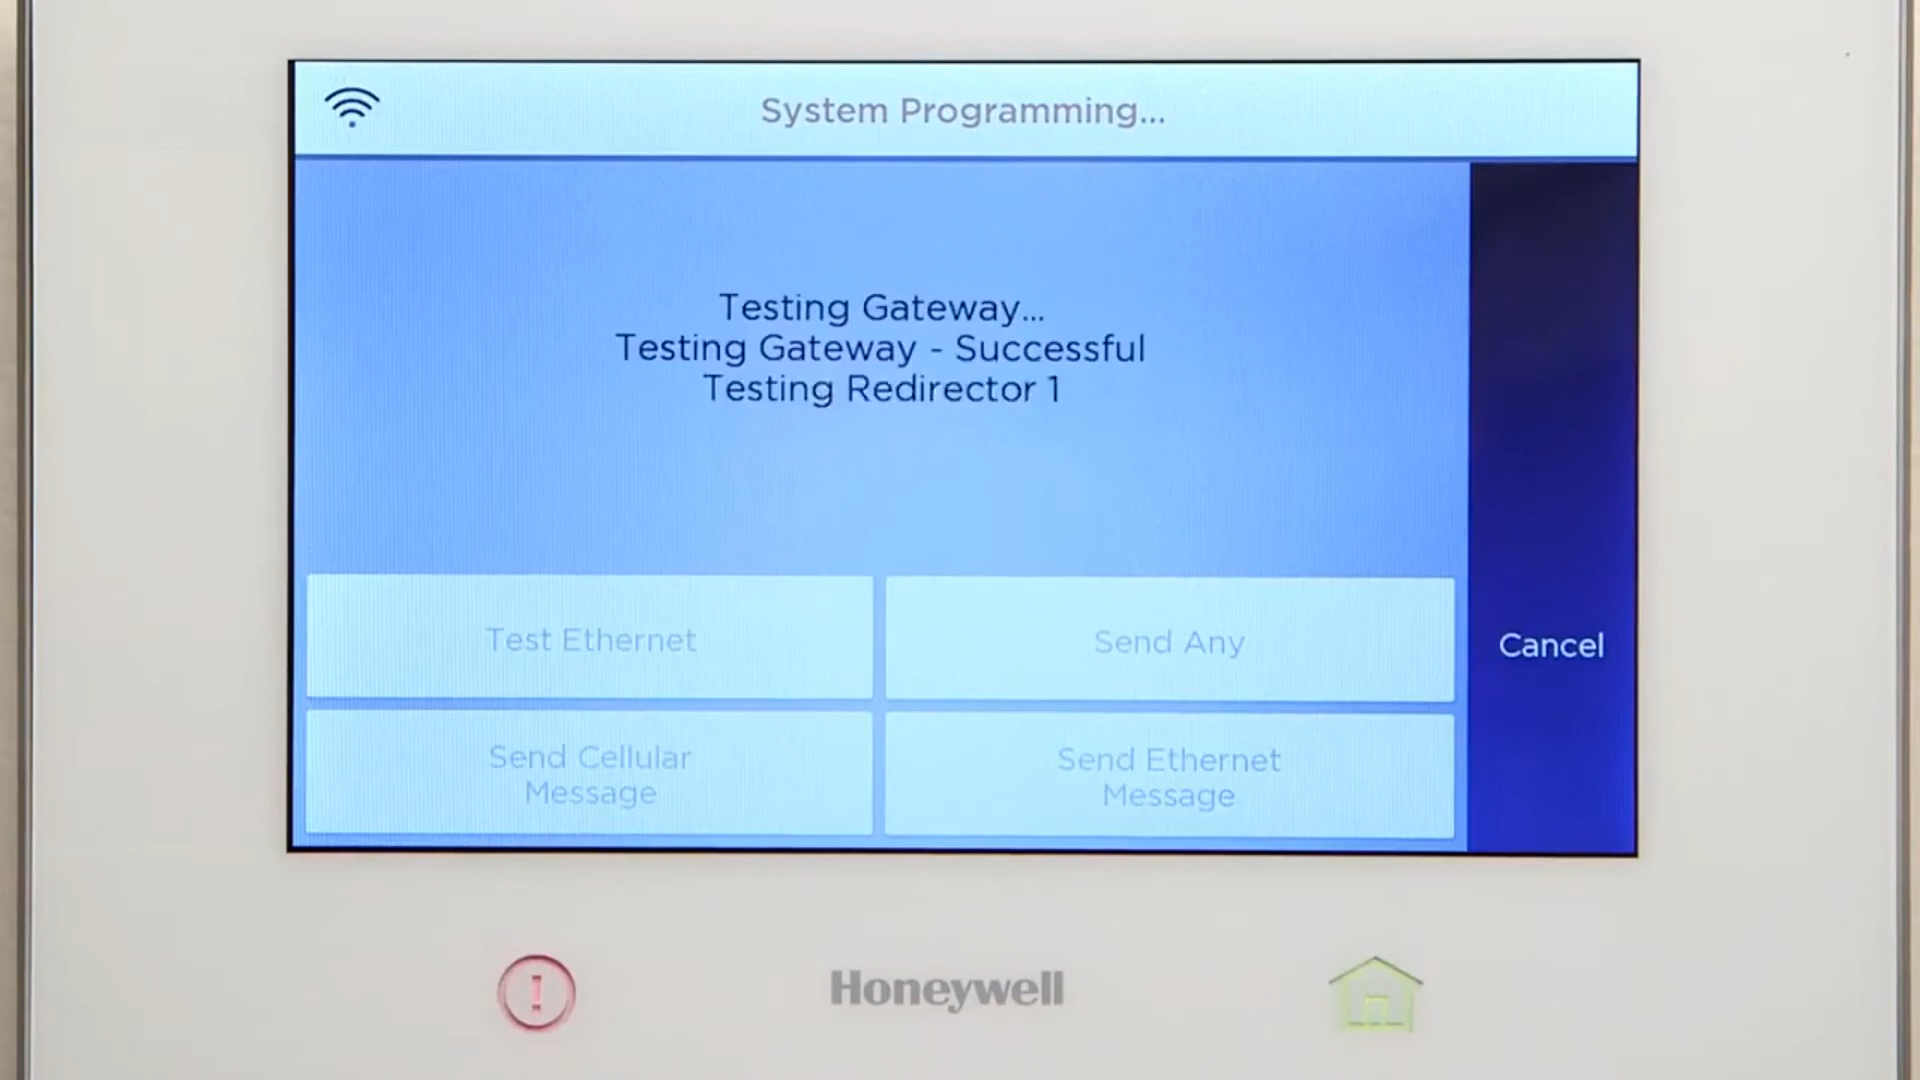 System Programming...
Testing Gateway...
Testing Gateway - Successful
Testing Redirector 1
Test Ethernet
Send Any
Cancel
Send Cellular
Message
Send Ethernet
Message
Honeywell